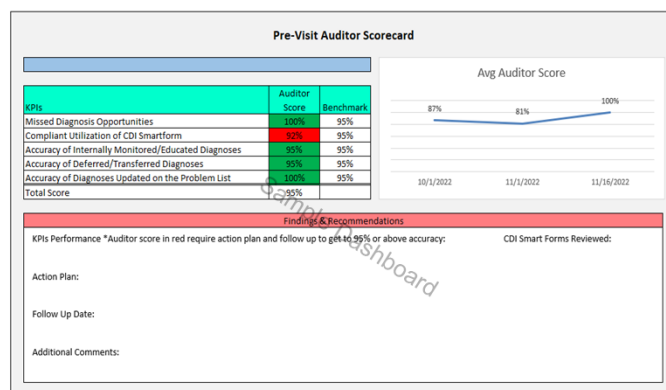 Pre-Visit Auditor Scorecard
KPIs Auditor Score Benchmark
Missed Diagnosis Opportunities 100% 95%
Compliant Utilization of CDI Smartform 92% 95%
Accuracy of Internally Monitored/Educated Diagnoses 95% 95%
Accuracy of Deferred/Transferred Diagnoses 95% 95%
Accuracy of Diagnoses Updated on the Problem List 100% 95%
Total Score 95%
Avg Auditor Score
87% 81% 100%
10/1/2022 11/1/2022 11/16/2022
Findings & Recommendations
KPIs Performance *Auditor score in red require action plan and follow up to get to 95% or above accuracy: CDI Smart Forms Reviewed:
Action Plan:
Follow Up Date:
Additional Comments:
Sample Dashboard